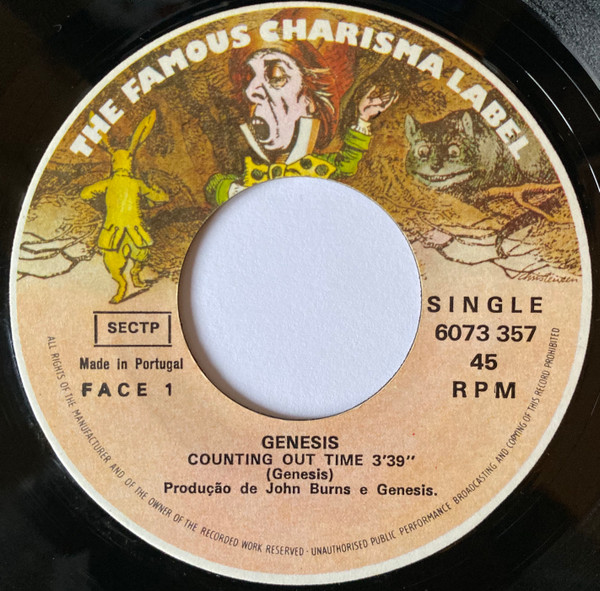 THE FAMOUS CHARISMA LABEL
Christensen
SECTP
Made in Portugal
FACE 1
SINGLE
6073 357
45
RPM
GENESIS
COUNTING OUT TIME 3'39"
(Genesis)
Produção de John Burns e Genesis.
ALL RIGHTS OF THE MANUFACTURER AND OF THE OWNER OF THE RECORDED WORK RESERVED · UNAUTHORISED PUBLIC PERFORMANCE BROADCASTING AND COPYING OF THIS RECORD PROHIBITED